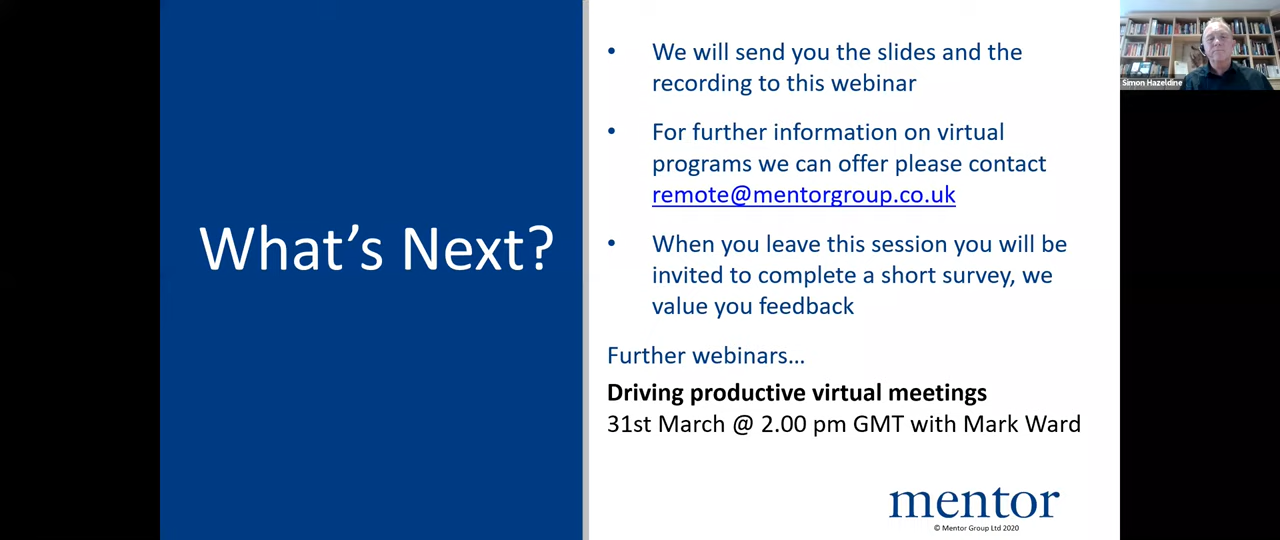 What's Next?
• We will send you the slides and the
recording to this webinar
• For further information on virtual
programs we can offer please contact
remote@mentorgroup.co.uk
• When you leave this session you will be
invited to complete a short survey, we
value you feedback
Further webinars...
Driving productive virtual meetings
31st March @ 2.00 pm GMT with Mark Ward
mentor
© Mentor Group Ltd 2020
Simon Hazeldine